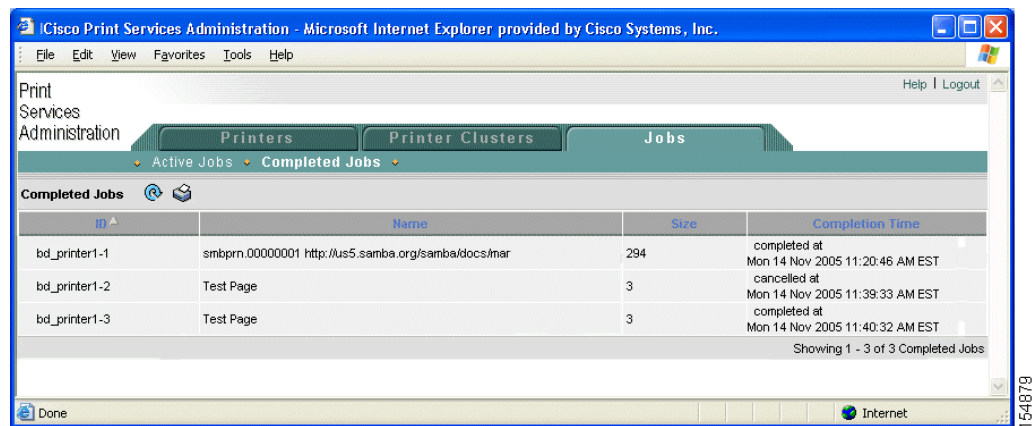 Cisco Print Services Administration - Microsoft Internet Explorer provided by Cisco Systems, Inc.
File Edit View Favorites Tools Help
Help | Logout
Print
Services
Administration
Printers Printer Clusters Jobs
Active Jobs Completed Jobs
Completed Jobs
ID Name Size Completion Time
bd_printer1-1 smbprn.00000001 http://us5.samba.org/samba/docs/mar 294 completed at
Mon 14 Nov 2005 11:20:46 AM EST
bd_printer1-2 Test Page 3 cancelled at
Mon 14 Nov 2005 11:39:33 AM EST
bd_printer1-3 Test Page 3 completed at
Mon 14 Nov 2005 11:40:32 AM EST
Showing 1 - 3 of 3 Completed Jobs
Done Internet
154879